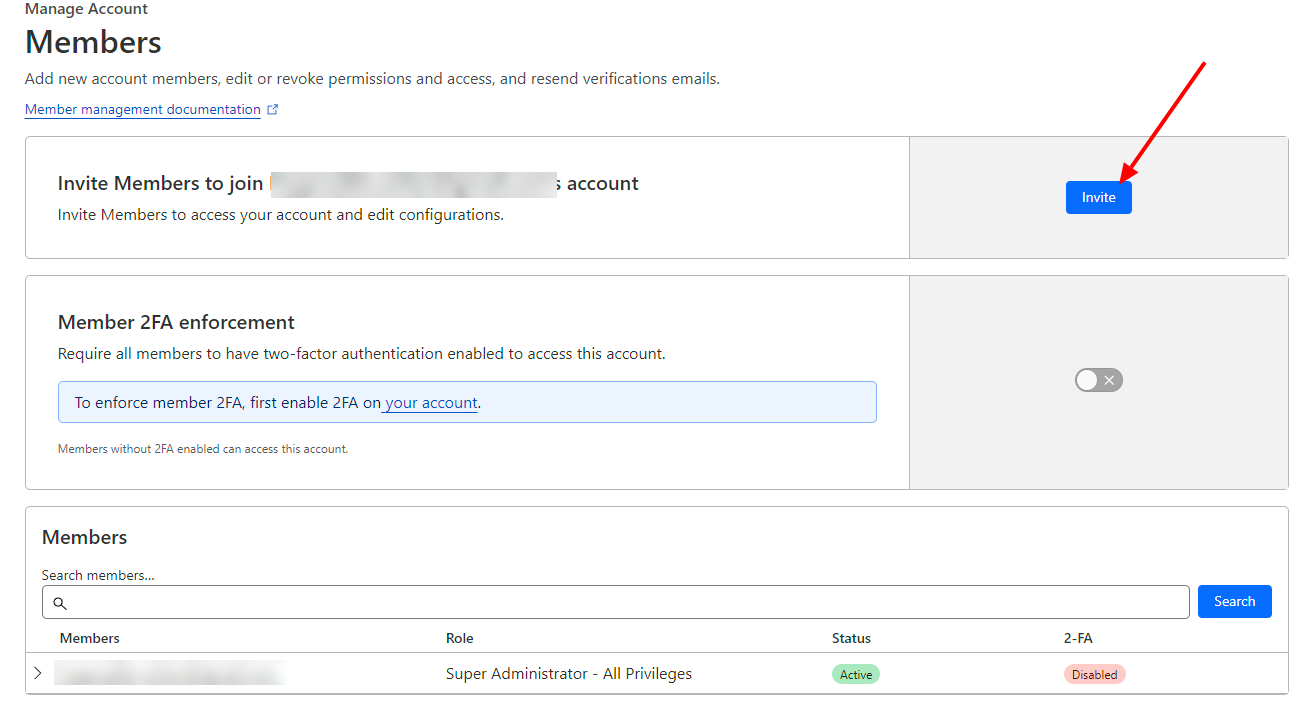 Manage Account
Members
Add new account members, edit or revoke permissions and access, and resend verifications emails.
Member management documentation
Invite Members to join s account
Invite
Invite Members to access your account and edit configurations.
Member 2FA enforcement
Require all members to have two-factor authentication enabled to access this account.
To enforce member 2FA, first enable 2FA on your account.
Members without 2FA enabled can access this account.
Members
Search members...
Search
Members Role Status 2-FA
Super Administrator - All Privileges Active Disabled